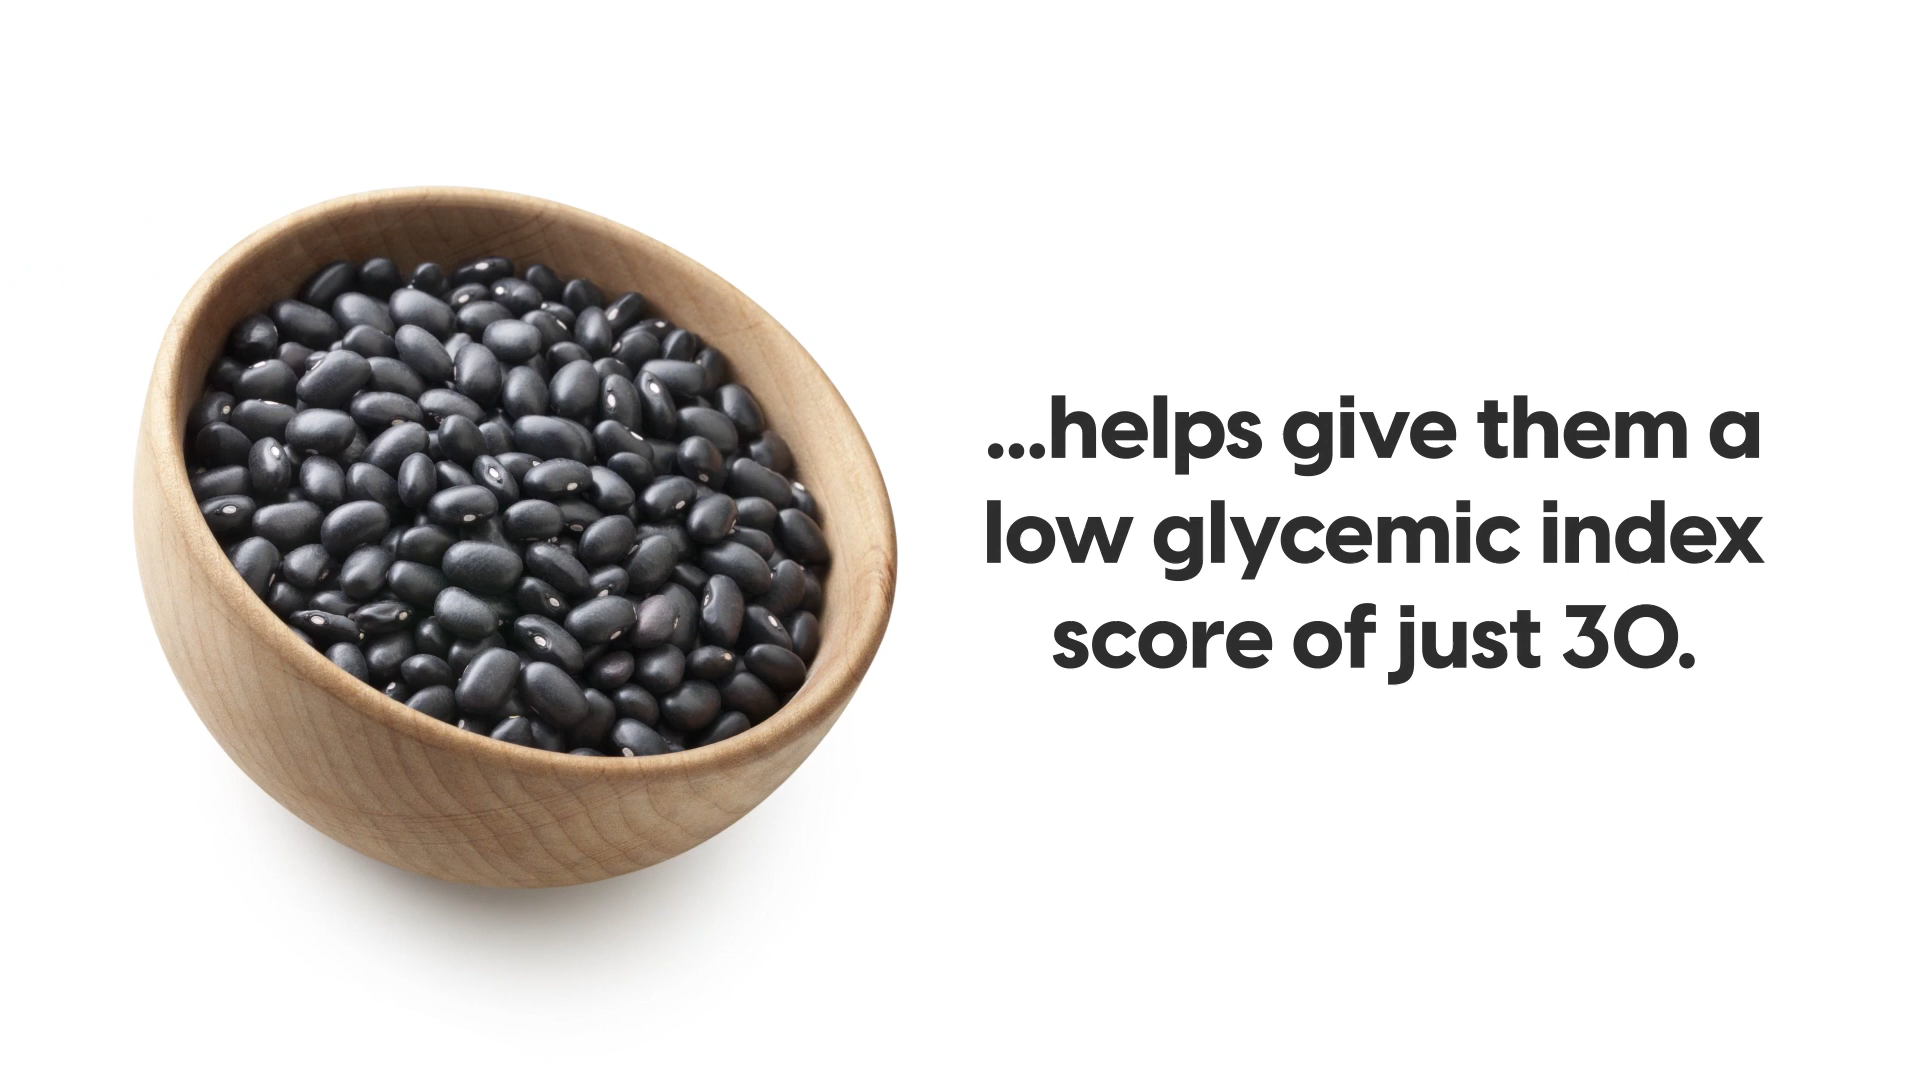 ...helps give them a
low glycemic index
score of just 30.